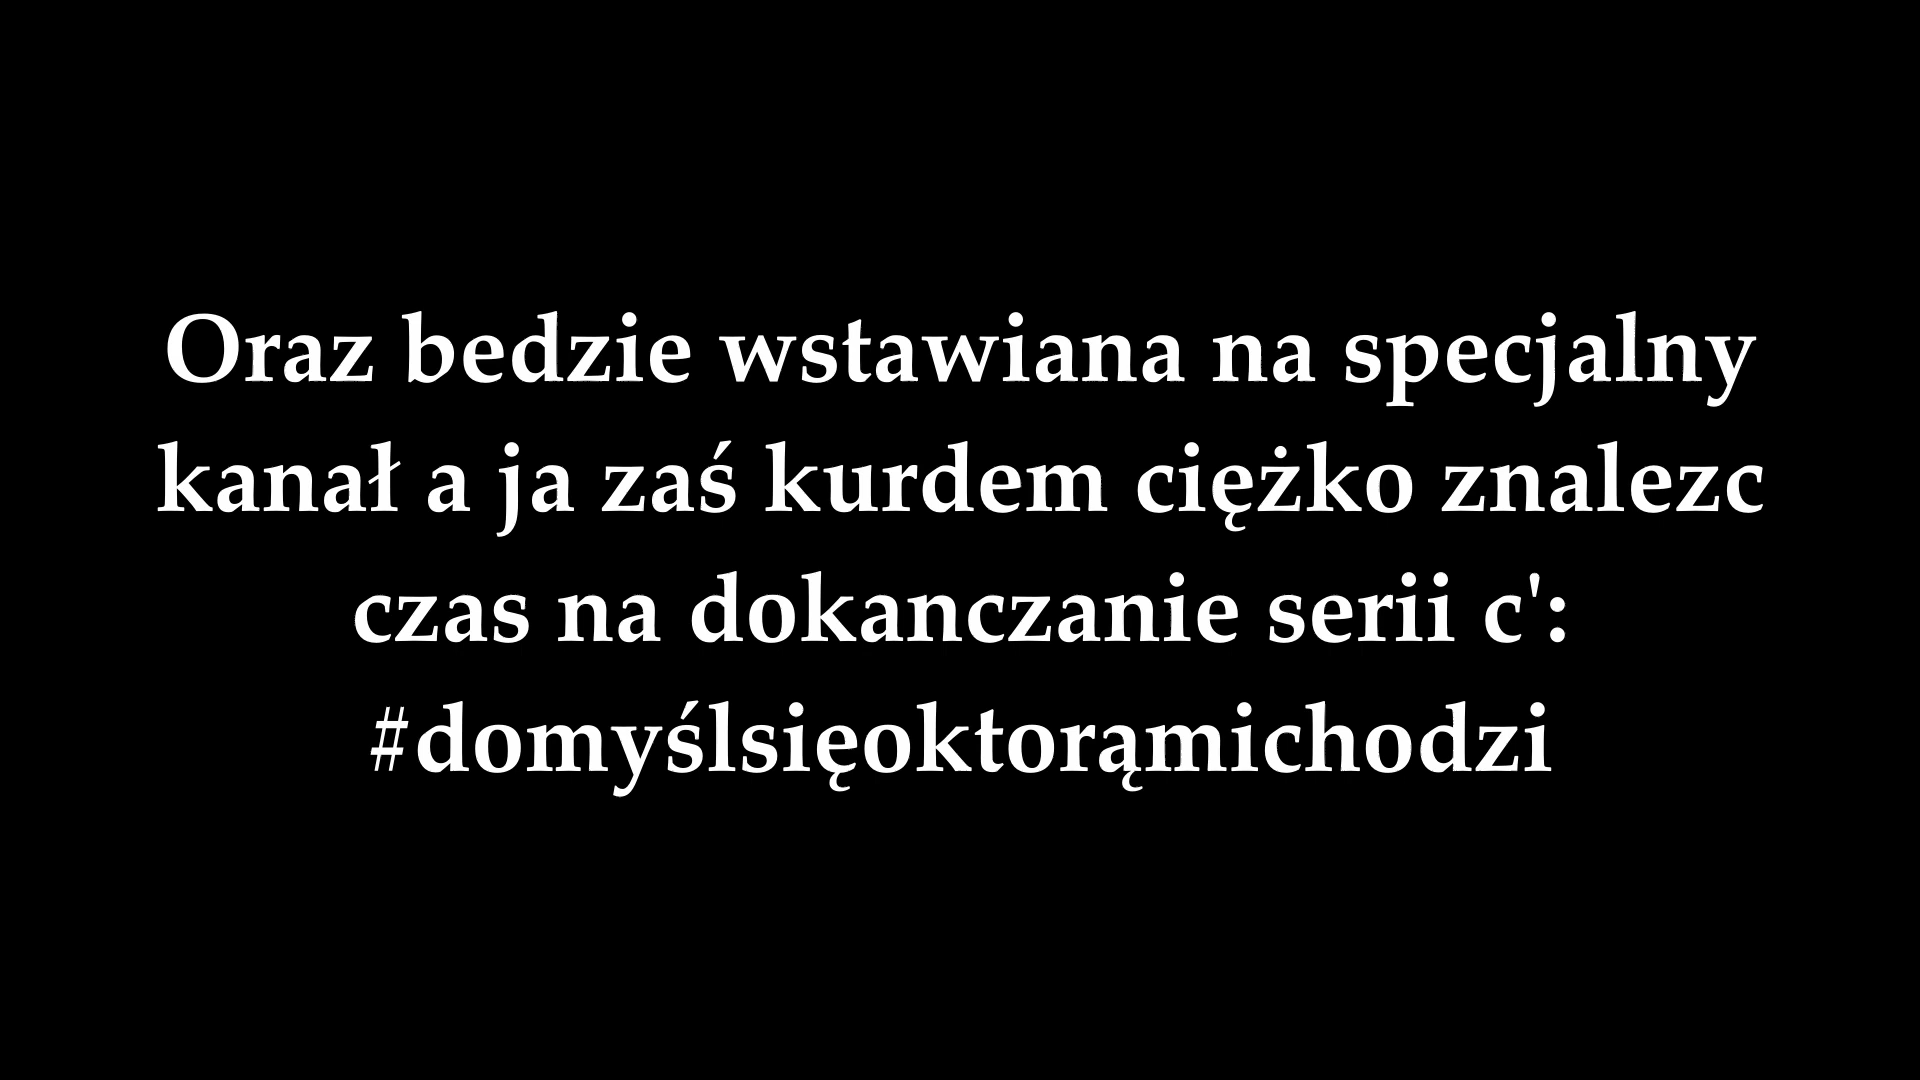 Oraz bedzie wstawiana na specjalny
kanał a ja zaś kurdem ciężko znalezc
czas na dokanczanie serii c':
#domyślsięoktorąmichodzi